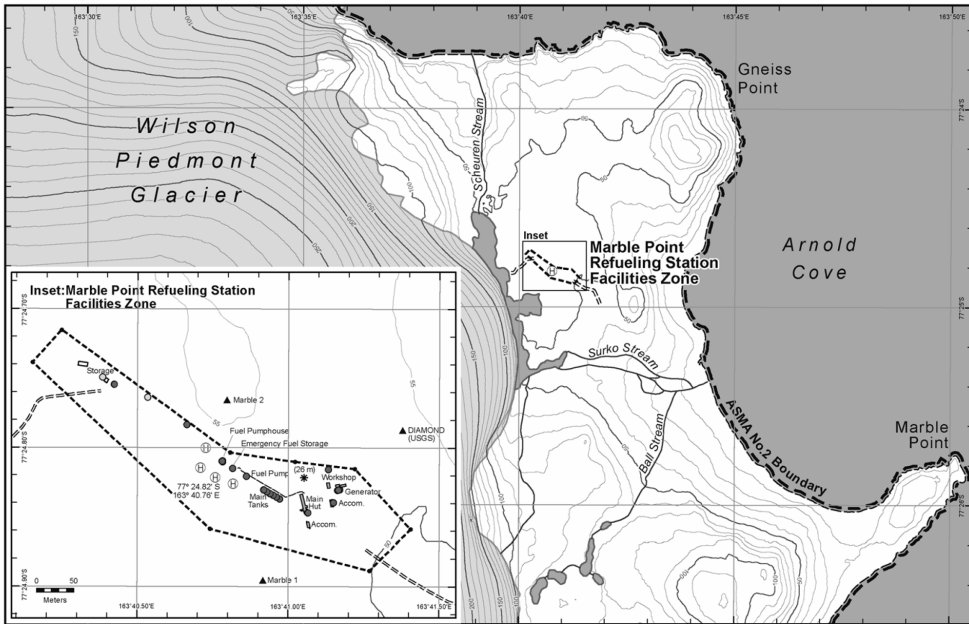 163°30'E
163°35'E
163°40'E
163°45'E
163°50'E
Gneiss
Point
77°24'S
Wilson
Piedmont
Glacier
Scheuren Stream
Inset
Marble Point
Refueling Station
Facilities Zone
H
Arnold
Cove
77°25'S
Surko Stream
Ball Stream
ASMA No.2 Boundary
Marble
Point
77°26'S
Inset:Marble Point Refueling Station
Facilities Zone
77°24.70'S
Storage
55
55
Marble 2
DIAMOND
(USGS)
Fuel Pumphouse
77°24.80'S
Emergency Fuel Storage
H
H
H
H
77° 24.82' S
163° 40.76' E
Fuel Pump
(26 m)
Workshop
Generator
Main
Tanks
Main
Hut
Accom.
Accom.
50
Marble 1
77°24.90'S
0 50
Meters
163°40.50'E
163°41.00'E
163°41.50'E